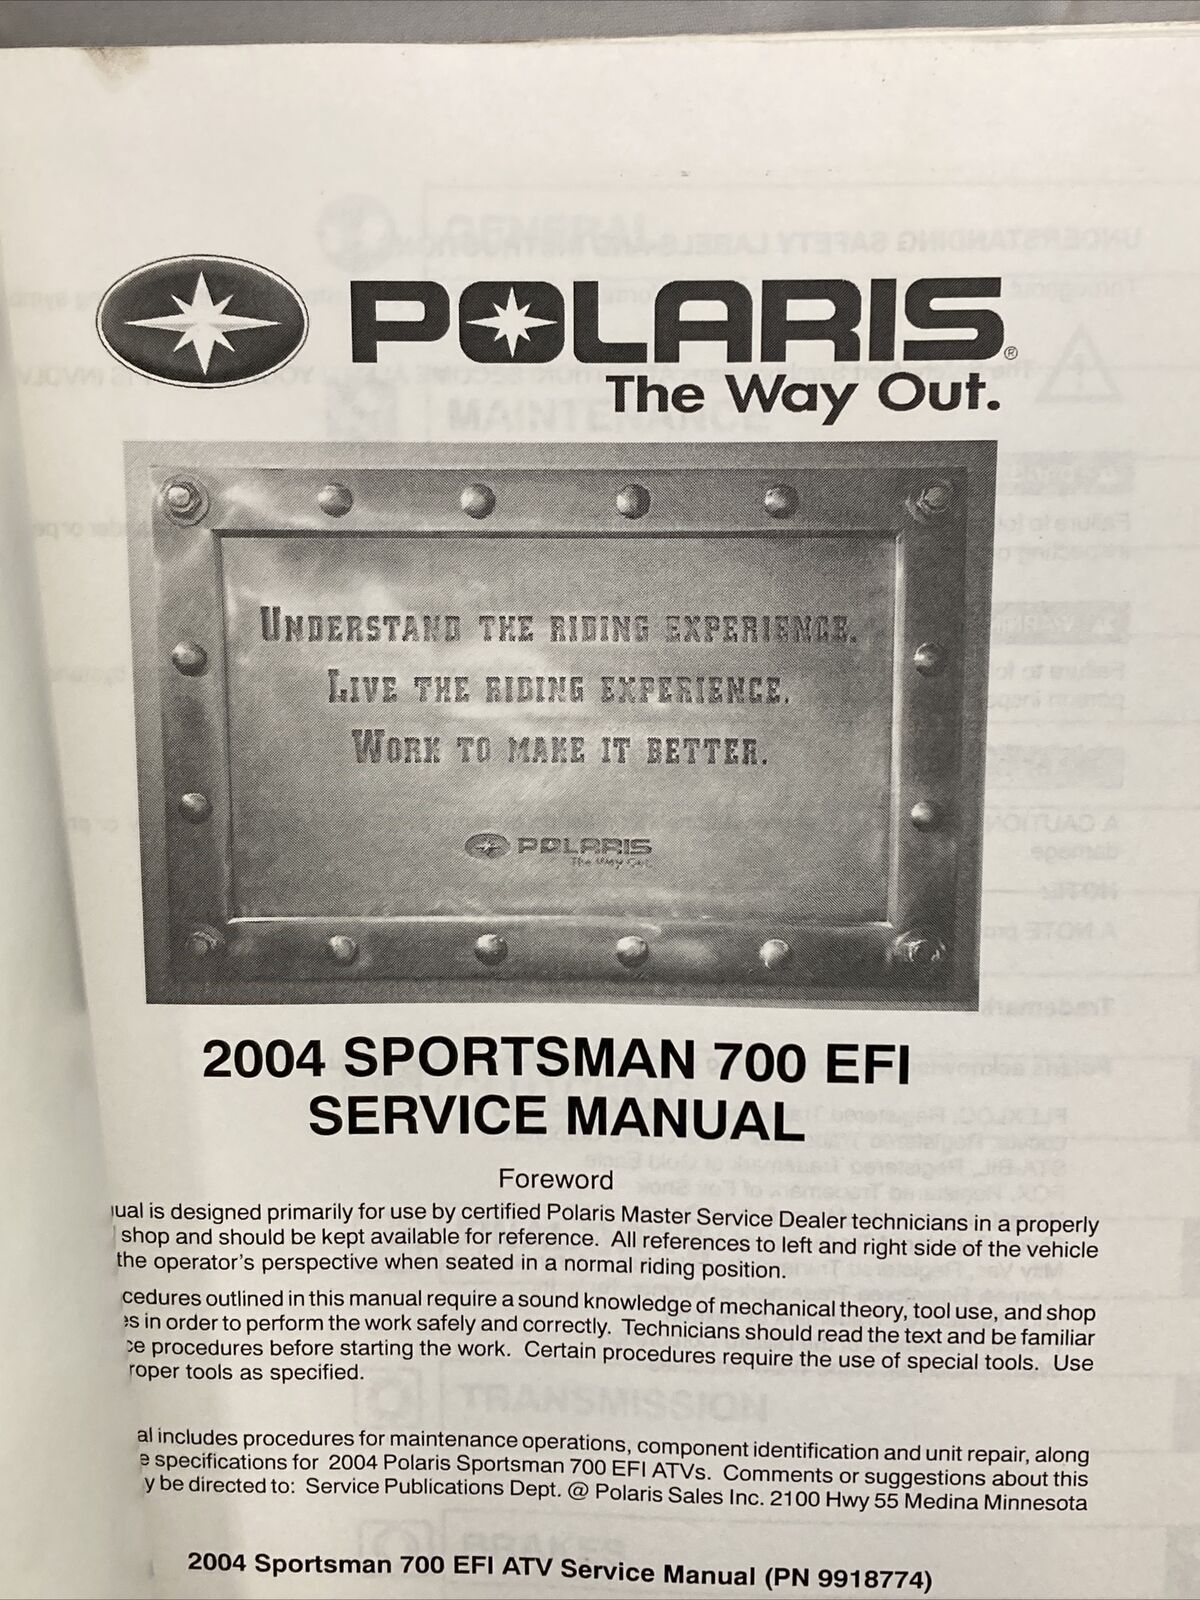 POLARIS®
The Way Out.
UNDERSTAND THE RIDING EXPERIENCE.
LIVE THE RIDING EXPERIENCE.
WORK TO MAKE IT BETTER.
POLARIS
The Way Out.
2004 SPORTSMAN 700 EFI
SERVICE MANUAL
Foreword
ual is designed primarily for use by certified Polaris Master Service Dealer technicians in a properly
shop and should be kept available for reference. All references to left and right side of the vehicle
the operator's perspective when seated in a normal riding position.
cedures outlined in this manual require a sound knowledge of mechanical theory, tool use, and shop
es in order to perform the work safely and correctly. Technicians should read the text and be familiar
ce procedures before starting the work. Certain procedures require the use of special tools. Use
roper tools as specified.
al includes procedures for maintenance operations, component identification and unit repair, along
e specifications for 2004 Polaris Sportsman 700 EFI ATVs. Comments or suggestions about this
y be directed to: Service Publications Dept. @ Polaris Sales Inc. 2100 Hwy 55 Medina Minnesota
2004 Sportsman 700 EFI ATV Service Manual (PN 9918774)